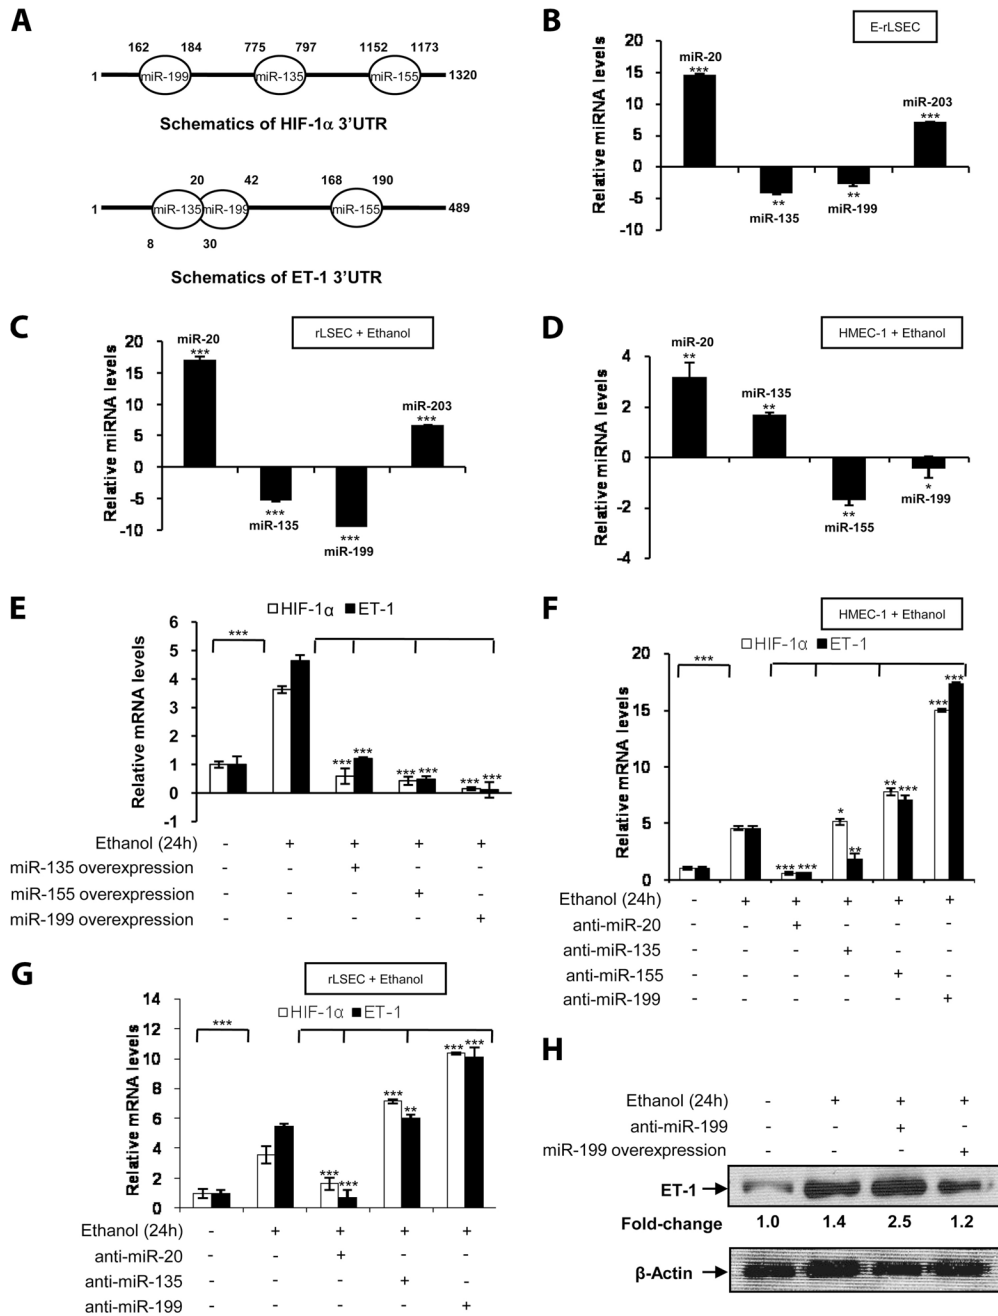 A
162 184 775 797 1152 1173
1 miR-199 miR-135 miR-155 1320
Schematics of HIF-1α 3’UTR
20 42 168 190
1 miR-135 miR-199 miR-155 489
8 30
Schematics of ET-1 3’UTR
B
E-rLSEC
Relative miRNA levels
20
15
10
5
0
-5
-10
miR-20
***
miR-203
***
**
miR-135
**
miR-199
C
rLSEC + Ethanol
Relative miRNA levels
20
15
10
5
0
-5
-10
miR-20
***
miR-203
***
***
miR-135
***
miR-199
D
HMEC-1 + Ethanol
Relative miRNA levels
4
2
0
-2
-4
miR-20
**
miR-135
**
**
miR-155
*
miR-199
E
HIF-1α ET-1
Relative mRNA levels
6
5
4
3
2
1
0
-1
***
*** *** *** *** *** ***
Ethanol (24h) - + + + +
miR-135 overexpression - - + - -
miR-155 overexpression - - - + -
miR-199 overexpression - - - - +
F
HMEC-1 + Ethanol
HIF-1α ET-1
Relative mRNA levels
20
15
10
5
0
***
*** *** * ** ** *** *** ***
Ethanol (24h) - + + + + +
anti-miR-20 - - + - - -
anti-miR-135 - - - + - -
anti-miR-155 - - - - + -
anti-miR-199 - - - - - +
G
rLSEC + Ethanol
HIF-1α ET-1
Relative mRNA levels
14
12
10
8
6
4
2
0
***
*** *** *** ** *** ***
Ethanol (24h) - + + + +
anti-miR-20 - - + - -
anti-miR-135 - - - + -
anti-miR-199 - - - - +
H
Ethanol (24h) - + + +
anti-miR-199 - - + -
miR-199 overexpression - - - +
ET-1
Fold-change 1.0 1.4 2.5 1.2
β-Actin